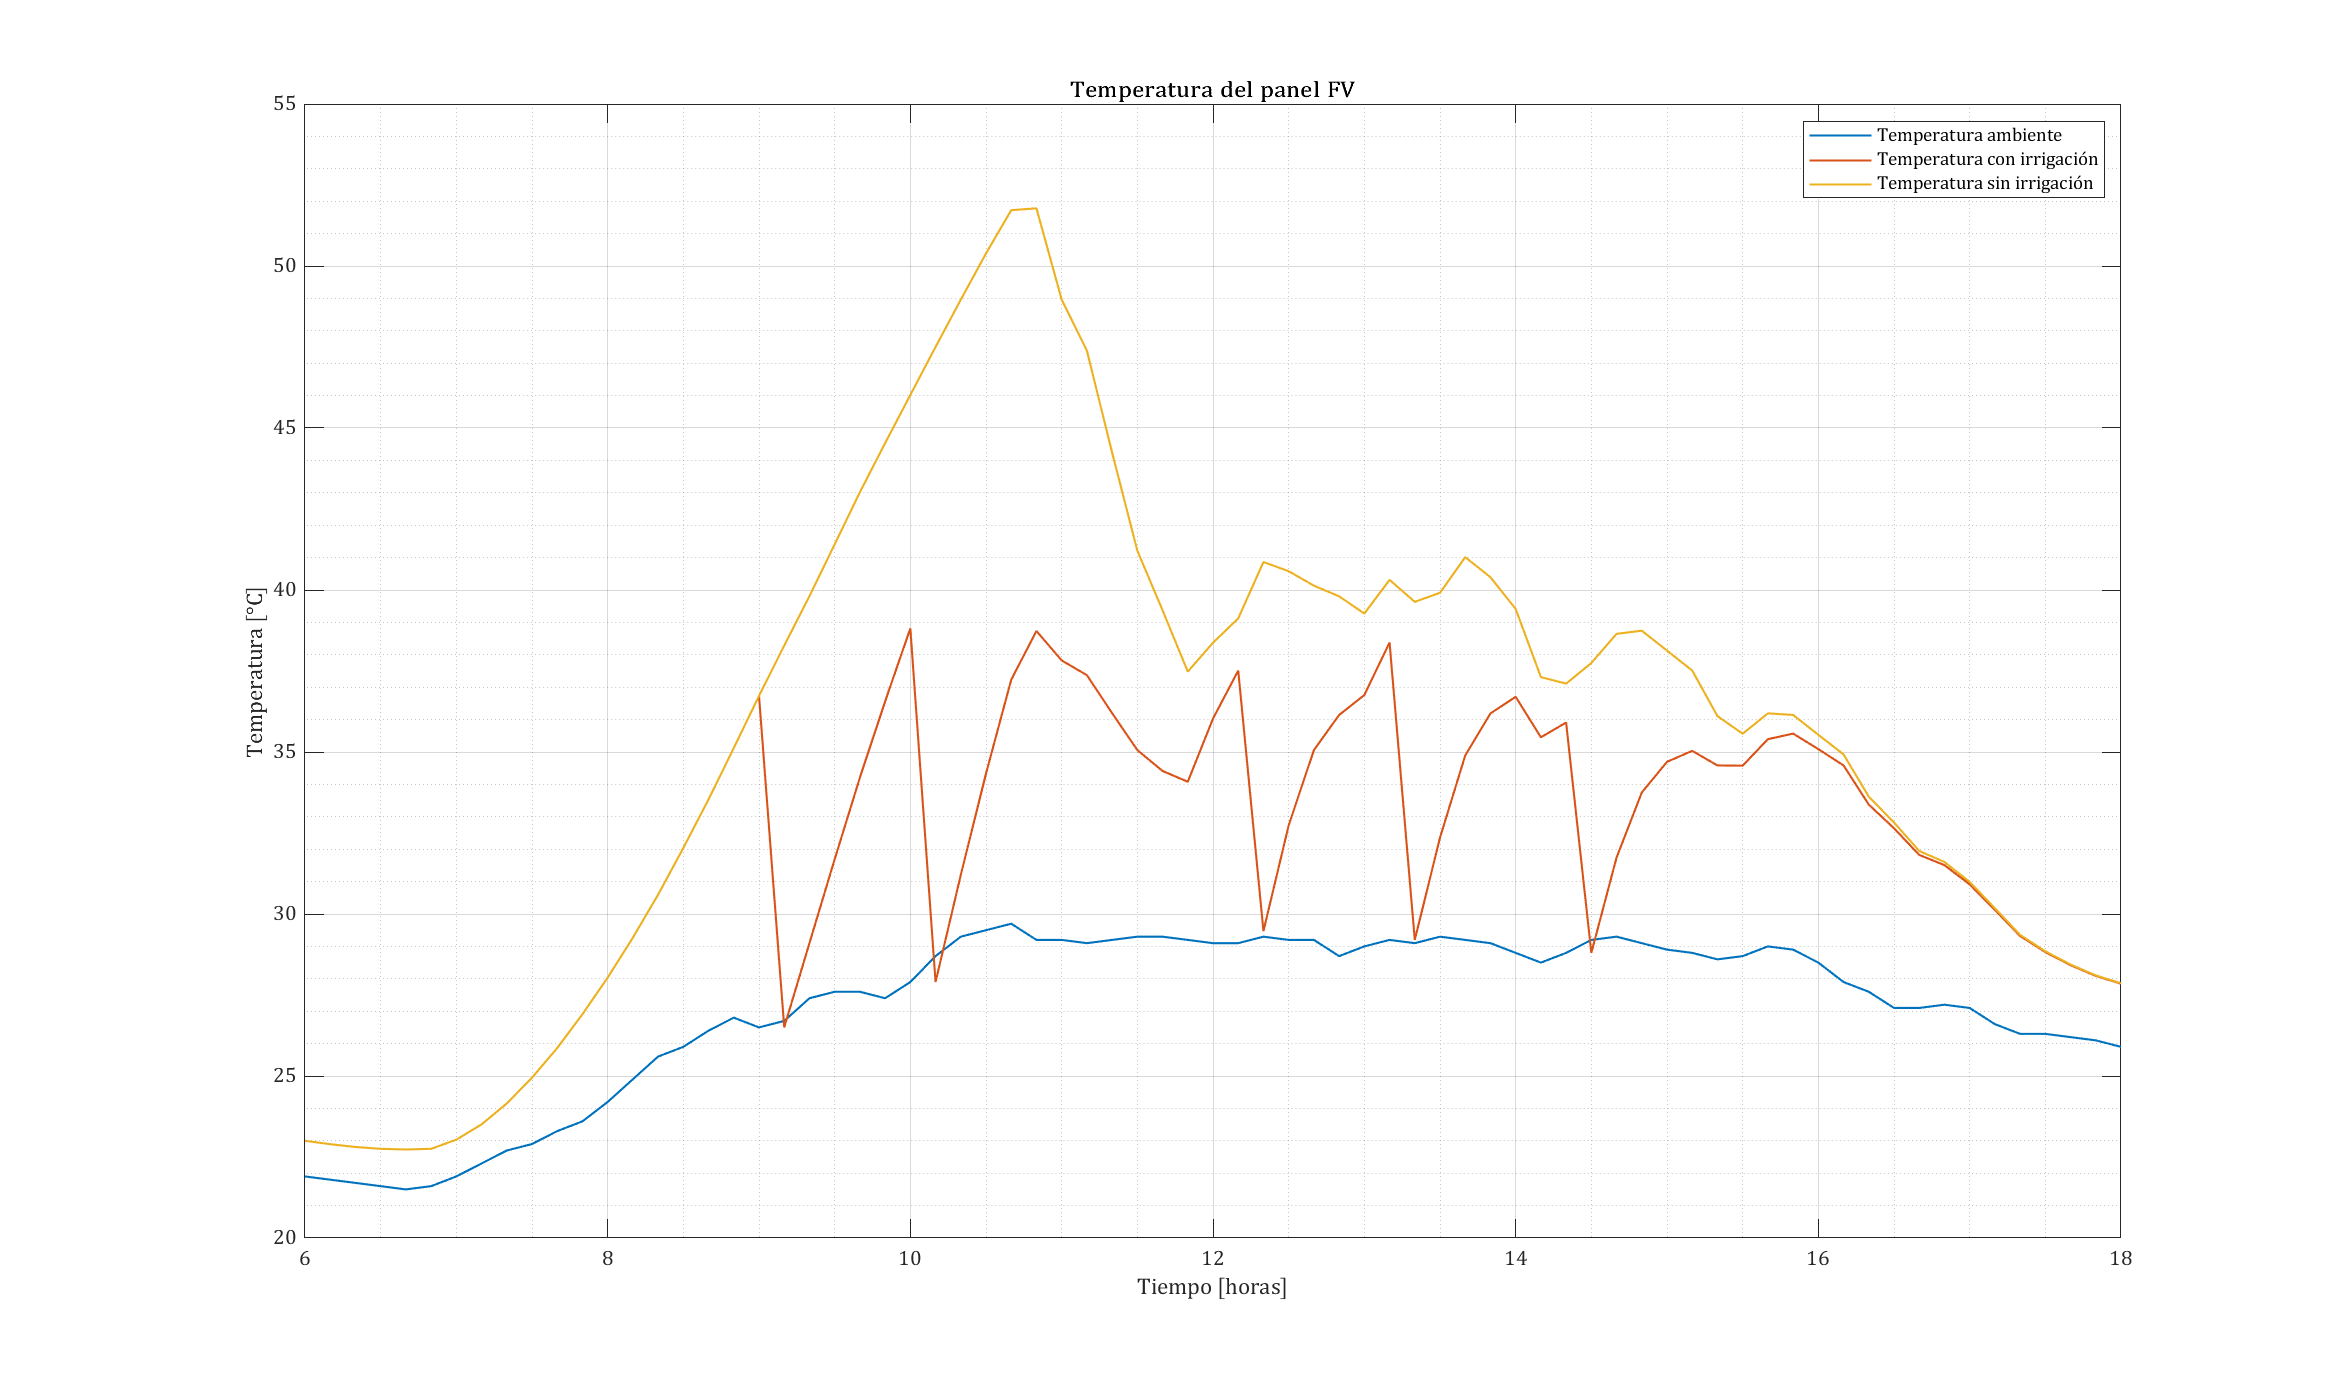 Temperatura del panel FV
Temperatura ambiente
Temperatura con irrigación
Temperatura sin irrigación
Temperatura [°C]
55
50
45
40
35
30
25
20
6 8 10 12 14 16 18
Tiempo [horas]